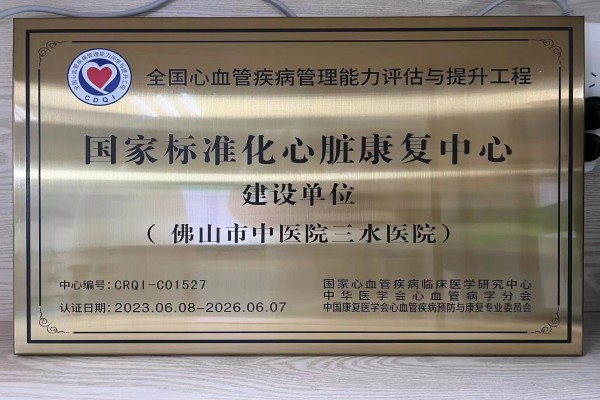 全国心血管疾病管理能力评估与提升工程
CDQI
国家标准化心脏康复中心
建设单位
（佛山市中医院三水医院）
中心编号:CRQI-C01527
认证日期:2023.06.08-2026.06.07
国家心血管疾病临床医学研究中心
中华医学会心血管病学分会
中国康复医学会心血管疾病预防与康复专业委员会